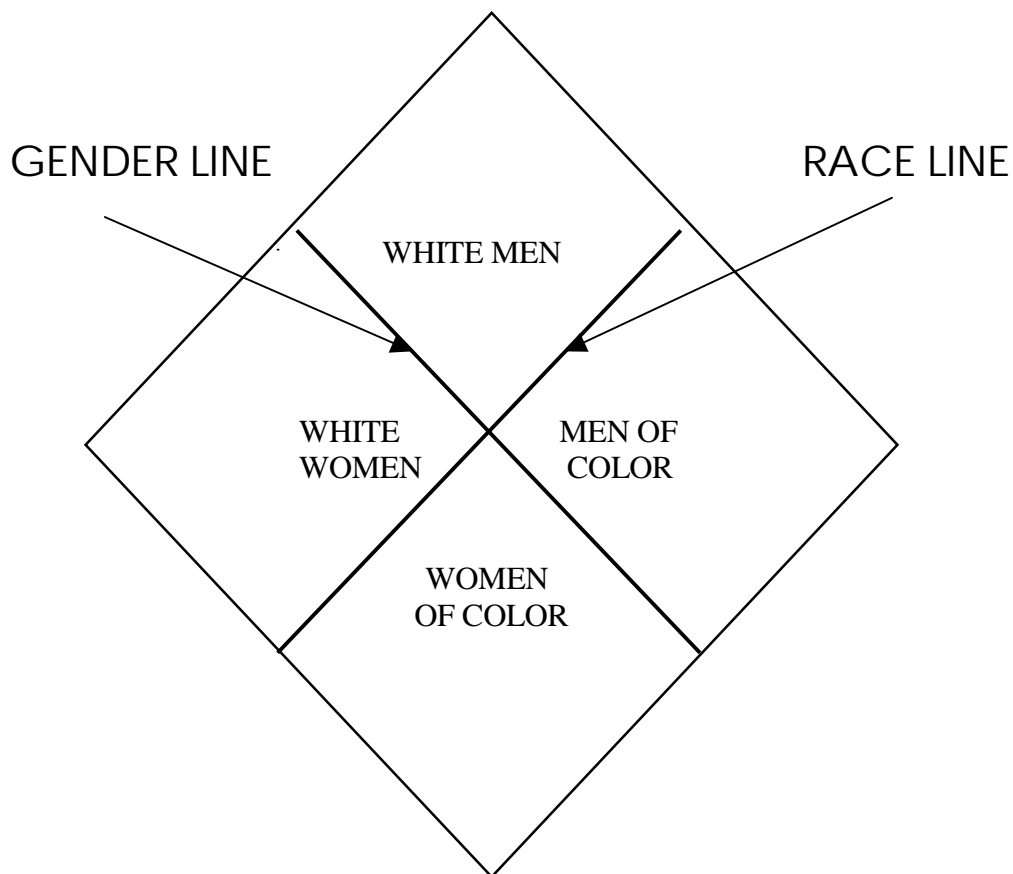 GENDER LINE
RACE LINE
WHITE MEN
WHITE
WOMEN
MEN OF
COLOR
WOMEN
OF COLOR